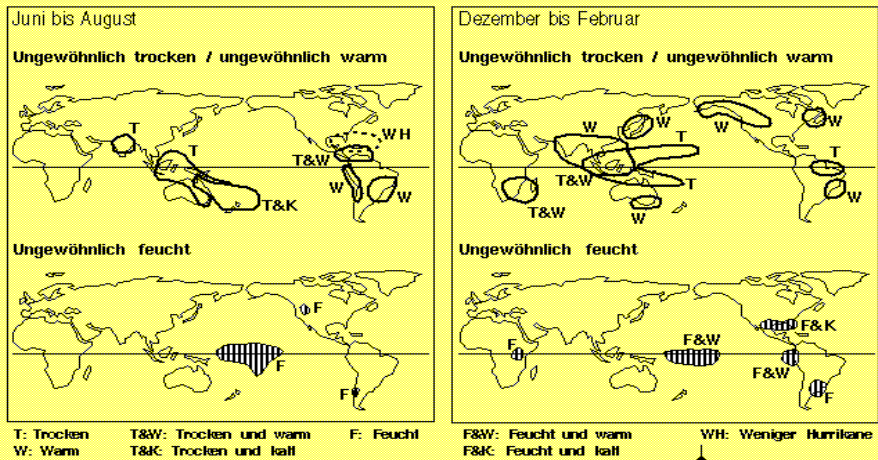 Juni bis August
Ungewöhnlich trocken / ungewöhnlich warm
T
WH
T
T&W
W
W
T&K
Ungewöhnlich feucht
F
F
F
Dezember bis Februar
Ungewöhnlich trocken / ungewöhnlich warm
W
W
W
W
T
T
T&W
T&W
T
W
W
Ungewöhnlich feucht
F&K
F
F&W
F&W
F
T: Trocken
T&W: Trocken und warm
F: Feucht
W: Warm
T&K: Trocken und kalt
F&W: Feucht und warm
WH: Weniger Hurrikane
F&K: Feucht und kalt